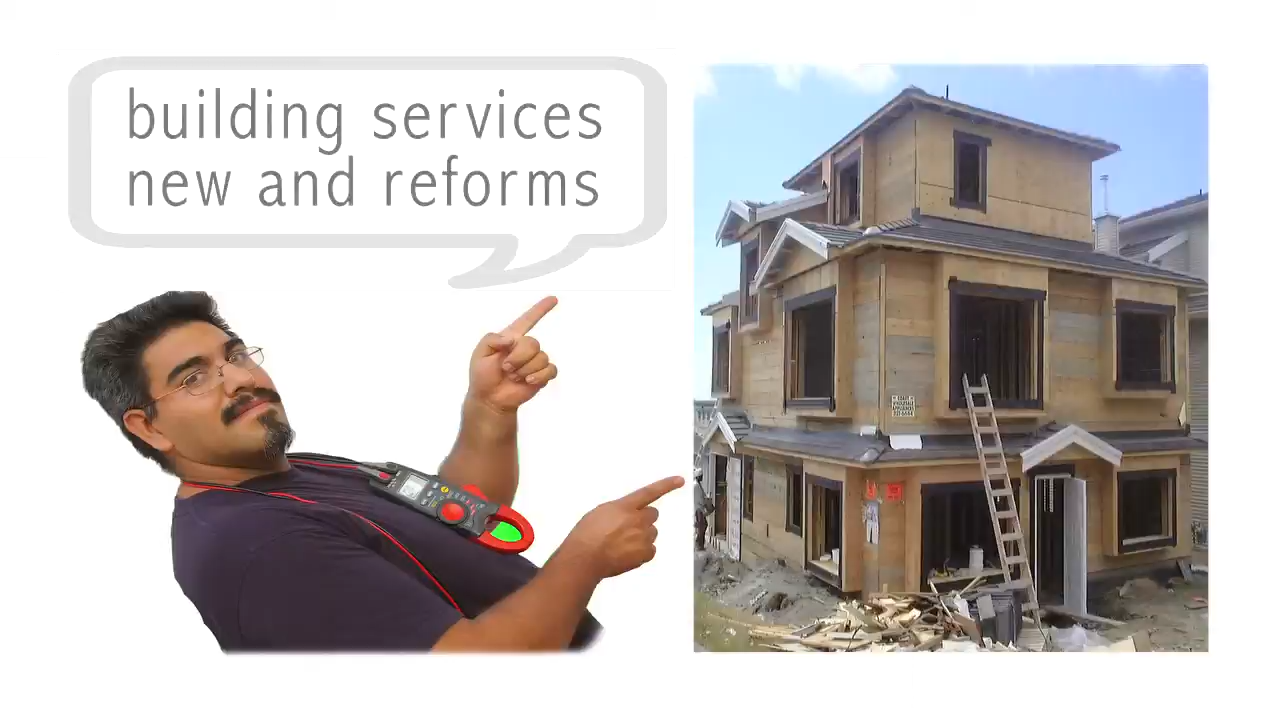 building services
new and reforms